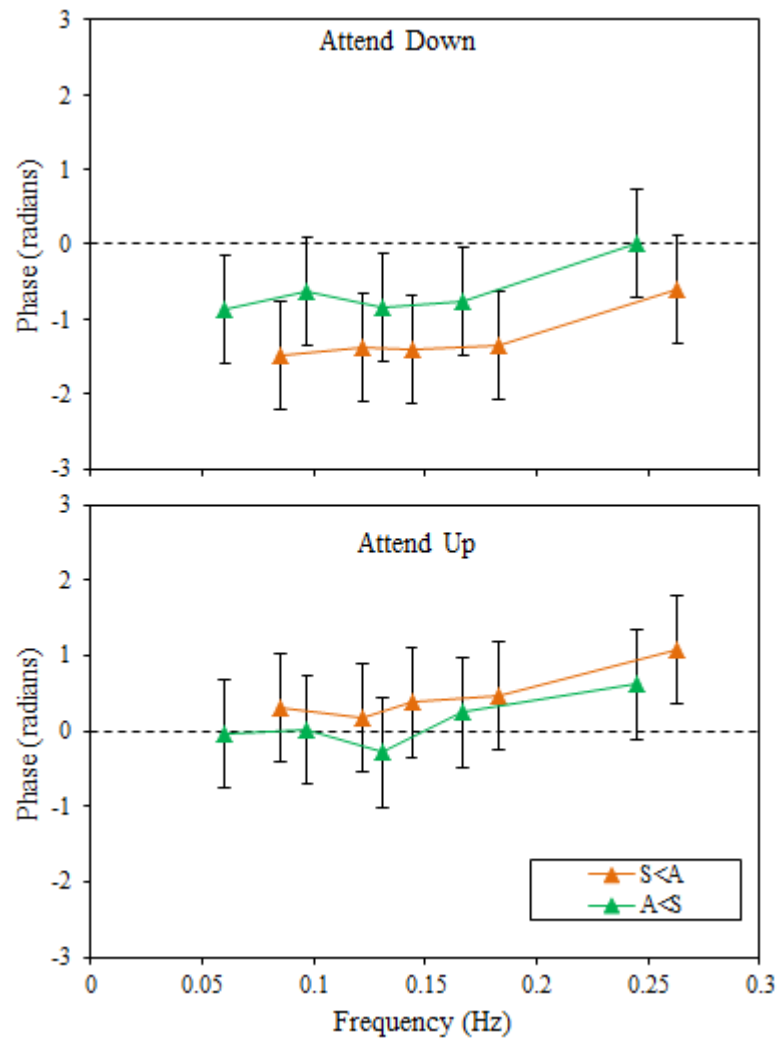 Attend Down
3
2
1
0
-1
-2
-3
Phase (radians)
Attend Up
3
2
1
0
-1
-2
-3
Phase (radians)
S<A
A<S
0 0.05 0.1 0.15 0.2 0.25 0.3
Frequency (Hz)